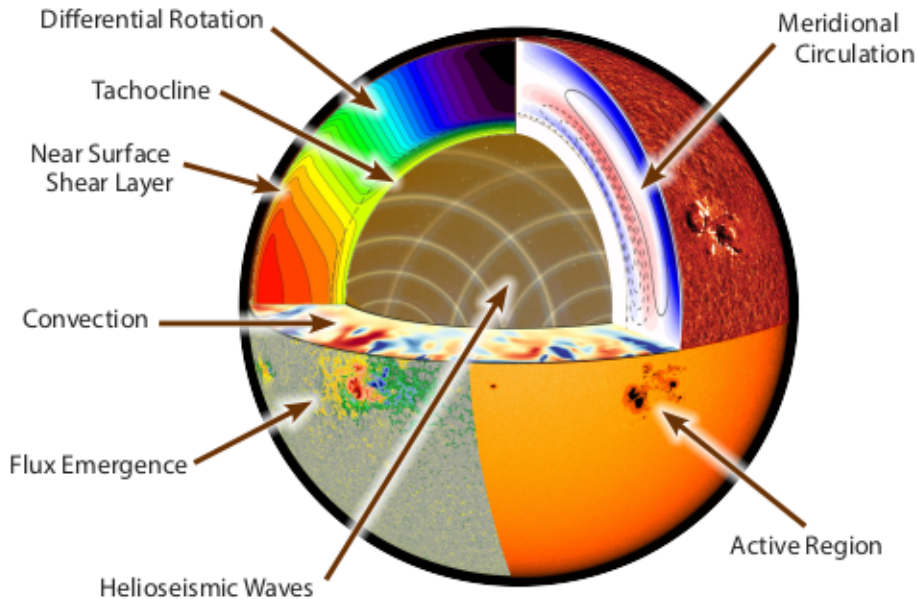 Differential Rotation
Meridional
Circulation
Tachocline
Near Surface
Shear Layer
Convection
Flux Emergence
Active Region
Helioseismic Waves